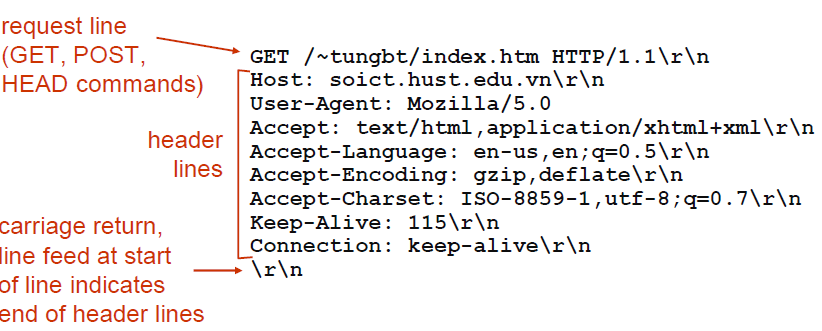 request line
(GET, POST,
HEAD commands)
header
lines
carriage return,
line feed at start
of line indicates
end of header lines
GET /~tungbt/index.htm HTTP/1.1\r\n
Host: soict.hust.edu.vn\r\n
User-Agent: Mozilla/5.0
Accept: text/html,application/xhtml+xml\r\n
Accept-Language: en-us,en;q=0.5\r\n
Accept-Encoding: gzip,deflate\r\n
Accept-Charset: ISO-8859-1,utf-8;q=0.7\r\n
Keep-Alive: 115\r\n
Connection: keep-alive\r\n
\r\n